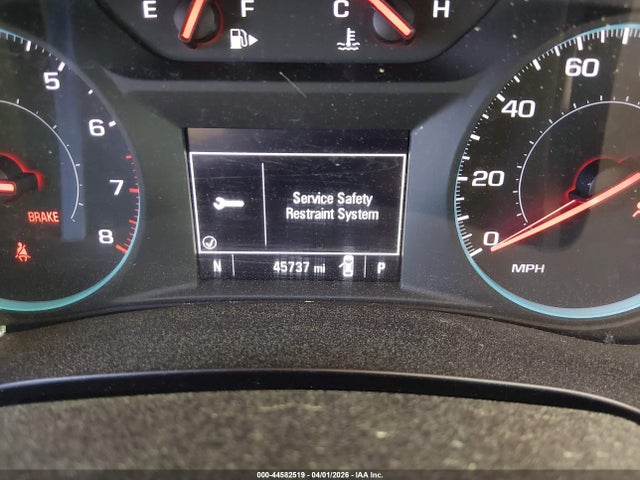 E F C H
5
6
7
8
BRAKE
Service Safety
Restraint System
N 45737 mi P
60
40
20
0
MPH
000-44582519 | 04/01/2026 | IAA Inc.